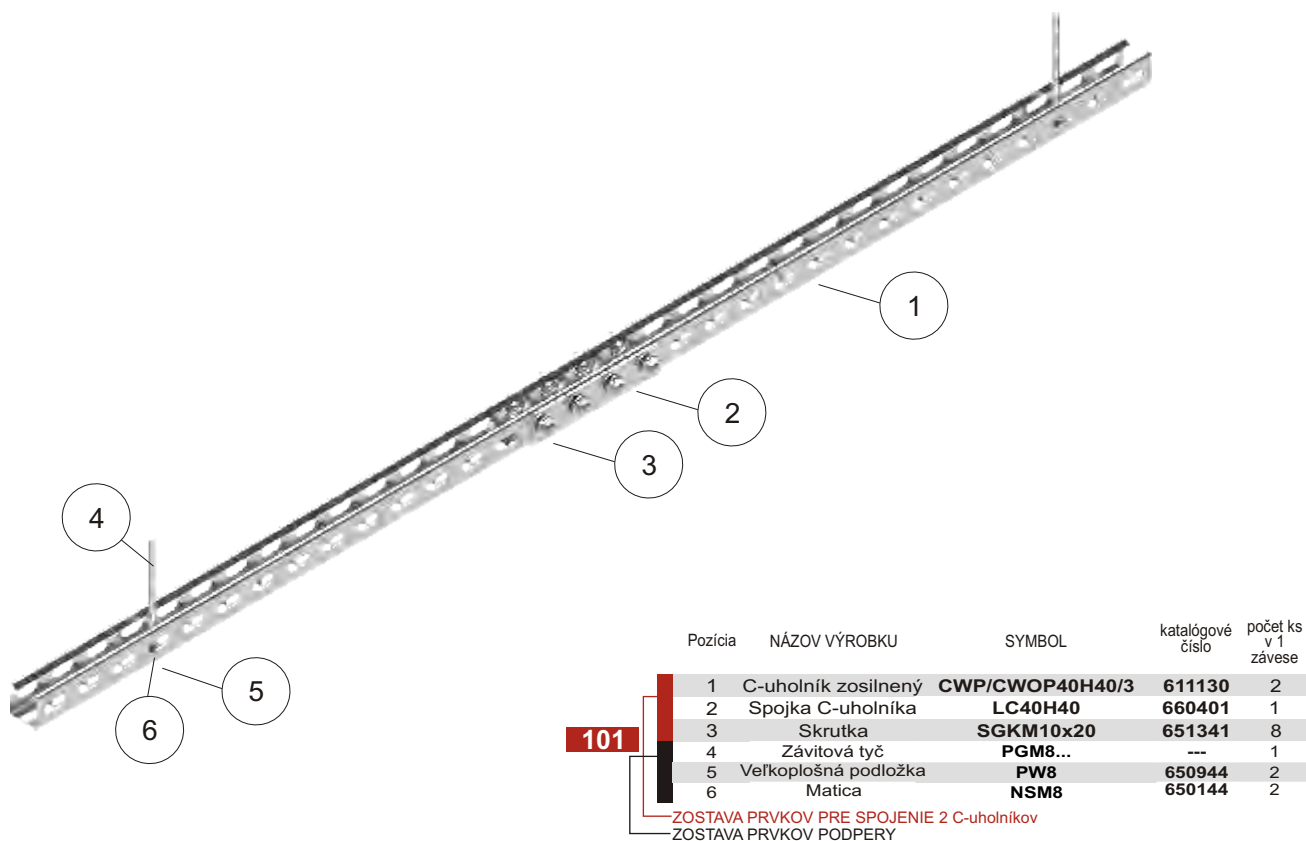 1
2
3
4
5
6
Pozícia NÁZOV VÝROBKU SYMBOL katalógové číslo počet ks v 1 závese
1 C-uholník zosilnený CWP/CWOP40H40/3 611130 2
2 Spojka C-uholníka LC40H40 660401 1
3 Skrutka SGKM10x20 651341 8
101
4 Závitová tyč PGM8... --- 1
5 Veľkoplošná podložka PW8 650944 2
6 Matica NSM8 650144 2
ZOSTAVA PRVKOV PRE SPOJENIE 2 C-uholníkov
ZOSTAVA PRVKOV PODPERY